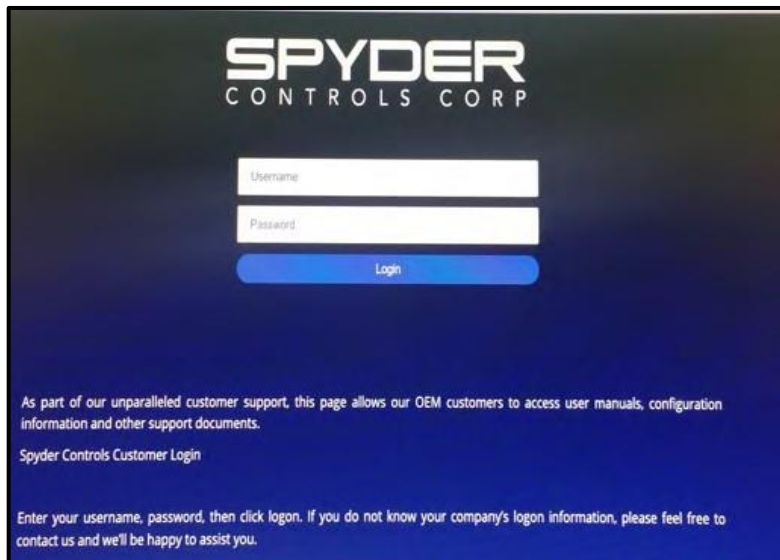 SPYDER
CONTROLS CORP
Username
Password
Login
As part of our unparalleled customer support, this page allows our OEM customers to access user manuals, configuration
information and other support documents.
Spyder Controls Customer Login
Enter your username, password, then click logon. If you do not know your company's logon information, please feel free to
contact us and we'll be happy to assist you.